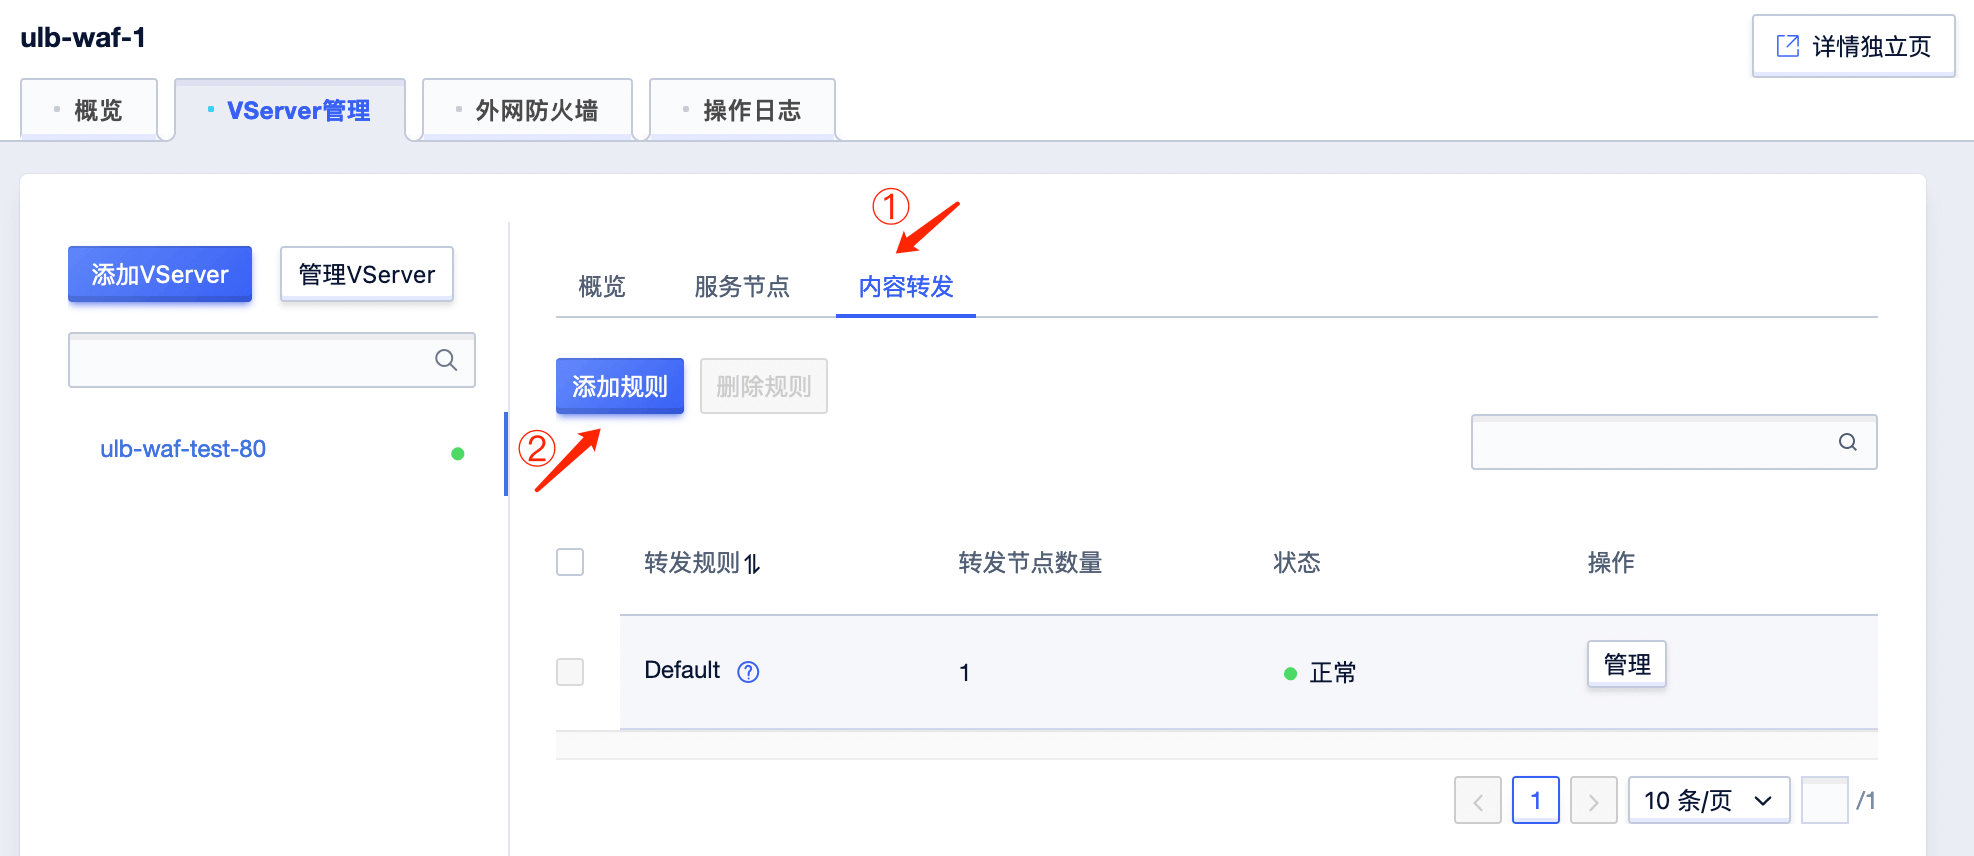 ulb-waf-1
详情独立页
概览
VServer管理
外网防火墙
操作日志
①
添加VServer
管理VServer
概览
服务节点
内容转发
添加规则
删除规则
ulb-waf-test-80
②
转发规则
转发节点数量
状态
操作
Default
1
正常
管理
1
10 条/页
/1